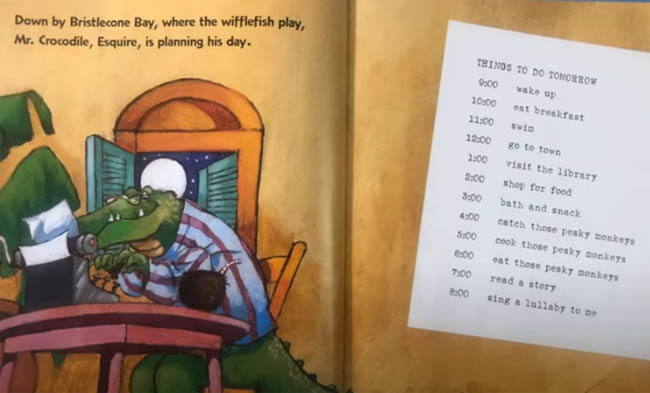 Down by Bristlecone Bay, where the wifflefish play,
Mr. Crocodile, Esquire, is planning his day.
THINGS TO DO TOMORROW
9:00 wake up
10:00 eat breakfast
11:00 swim
12:00 go to town
1:00 visit the library
2:00 shop for food
3:00 bath and snack
4:00 catch those pesky monkeys
5:00 cook those pesky monkeys
6:00 eat those pesky monkeys
7:00 read a story
8:00 sing a lullaby to me